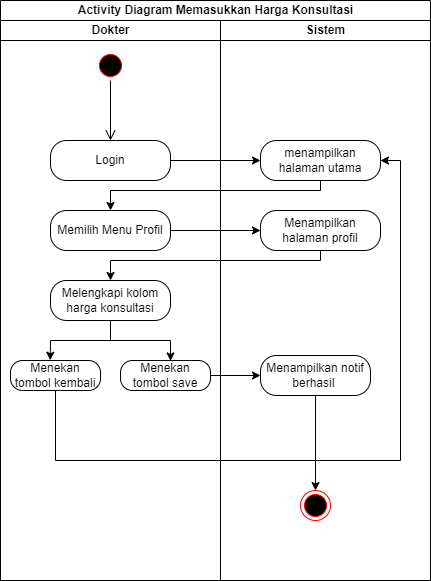 Activity Diagram Memasukkan Harga Konsultasi
Dokter
Sistem
Login
menampilkan
halaman utama
Memilih Menu Profil
Menampilkan
halaman profil
Melengkapi kolom
harga konsultasi
Menekan
tombol kembali
Menekan
tombol save
Menampilkan notif
berhasil